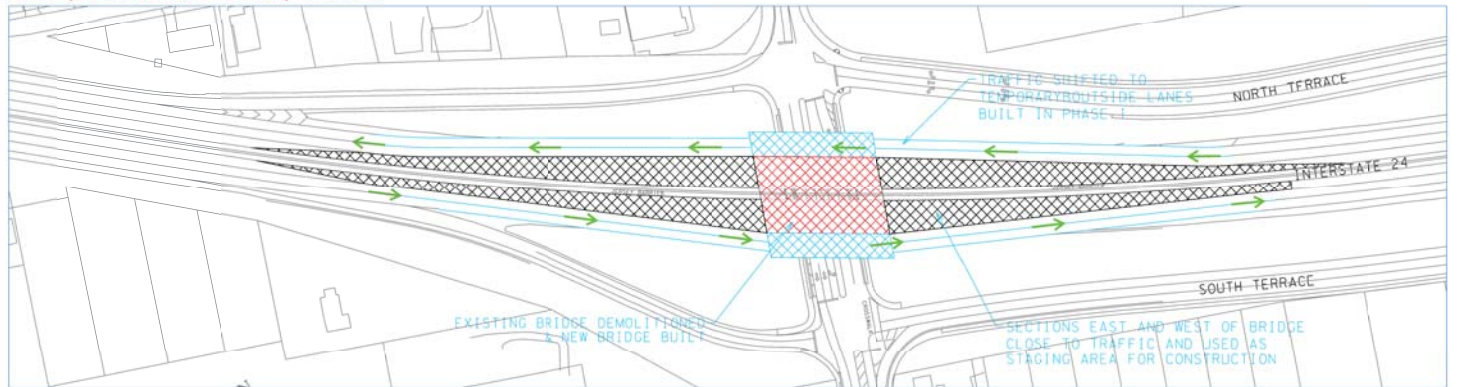 TRAFFIC SHIFTED TO
TEMPORARYBOUTSIDE LANES
BUILT IN PHASE I
NORTH TERRACE
INTERSTATE 24
SOUTH TERRACE
EXISTING BRIDGE DEMOLITIONED
& NEW BRIDGE BUILT
SECTIONS EAST AND WEST OF BRIDGE
CLOSE TO TRAFFIC AND USED AS
STAGING AREA FOR CONSTRUCTION